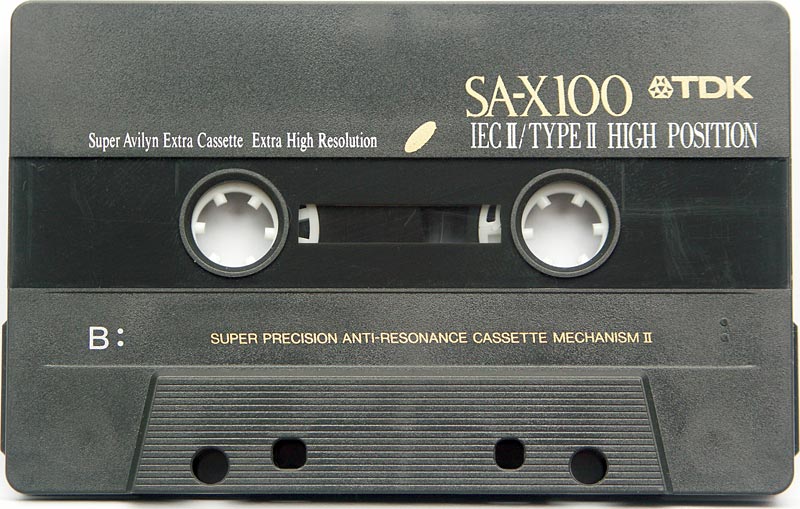 SA-X100 TDK
Super Avilyn Extra Cassette Extra High Resolution
IEC II/TYPE II HIGH POSITION
B:
SUPER PRECISION ANTI-RESONANCE CASSETTE MECHANISM II